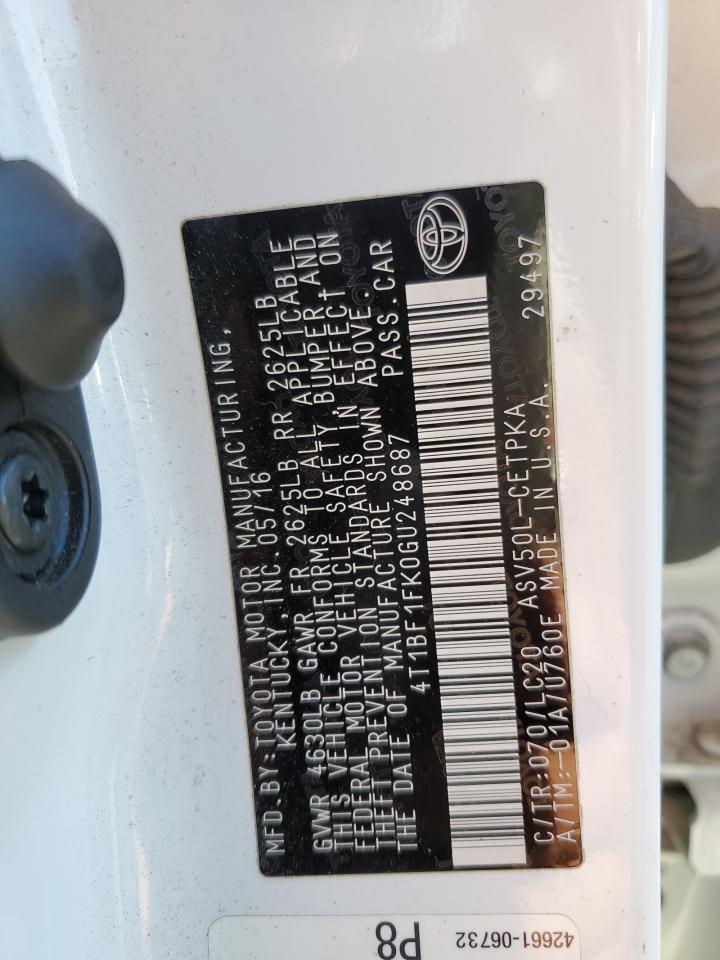 MFD.BY:TOYOTA MOTOR MANUFACTURING,
KENTUCKY, INC. 05/16
GVWR 4630LB GAWR FR 2625LB RR 2625LB
THIS VEHICLE CONFORMS TO ALL APPLICABLE
FEDERAL MOTOR VEHICLE SAFETY, BUMPER, AND
THEFT PREVENTION STANDARDS IN EFFECT ON
THE DATE OF MANUFACTURE SHOWN ABOVE.
4T1BF1FK0GU248687 PASS.CAR
C/TR:070/LC20 ASV50L-CETPKA
A/TM:-01A/U760E MADE IN U.S.A. 29497
42661-06732
P8